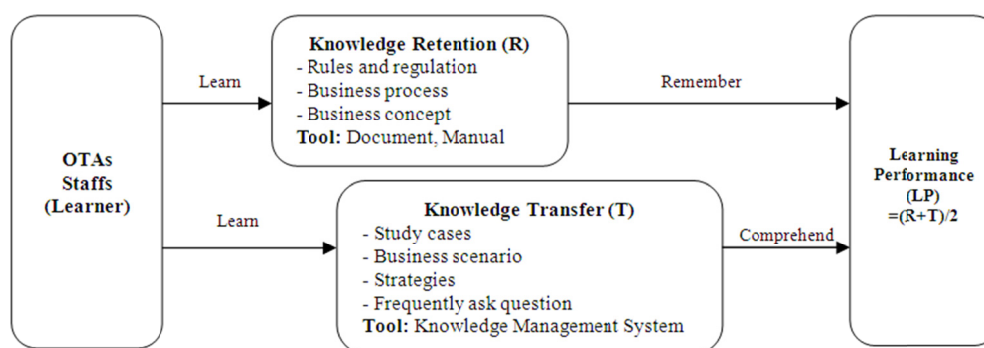 OTAs
Staffs
(Learner)
Learn
Knowledge Retention (R)
- Rules and regulation
- Business process
- Business concept
Tool: Document, Manual
Remember
Learn
Knowledge Transfer (T)
- Study cases
- Business scenario
- Strategies
- Frequently ask question
Tool: Knowledge Management System
Comprehend
Learning
Performance
(LP)
=(R+T)/2